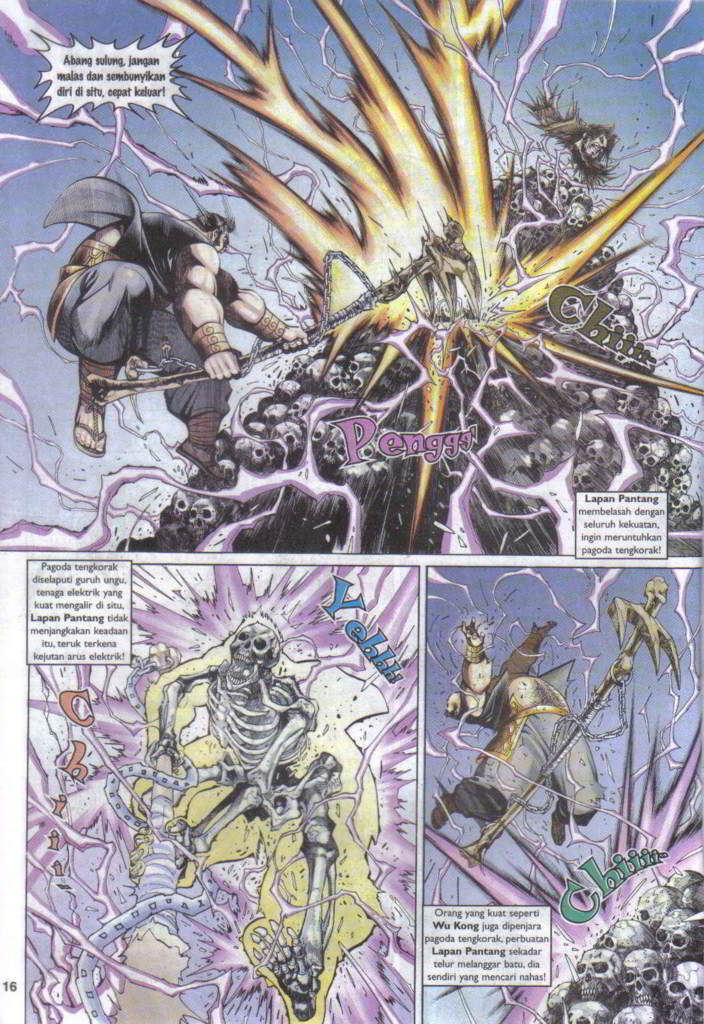 Abang sulung, jangan
malas dan sembunyikan
diri di situ, cepat keluar!
Chiiii
Penggg
Lapan Pantang
membelasah dengan
seluruh kekuatan,
ingin meruntuhkan
pagoda tengkorak!
Pagoda tengkorak
diselaputi guruh ungu,
tenaga elektrik yang
kuat mengalir di situ,
Lapan Pantang tidak
menjangkakan keadaan
itu, teruk terkena
kejutan arus elektrik!
Yebbb
Chiii
Chiiii
Orang yang kuat seperti
Wu Kong juga dipenjara
pagoda tengkorak, perbuatan
Lapan Pantang sekadar
telur melanggar batu, dia
sendiri yang mencari nahas!
16